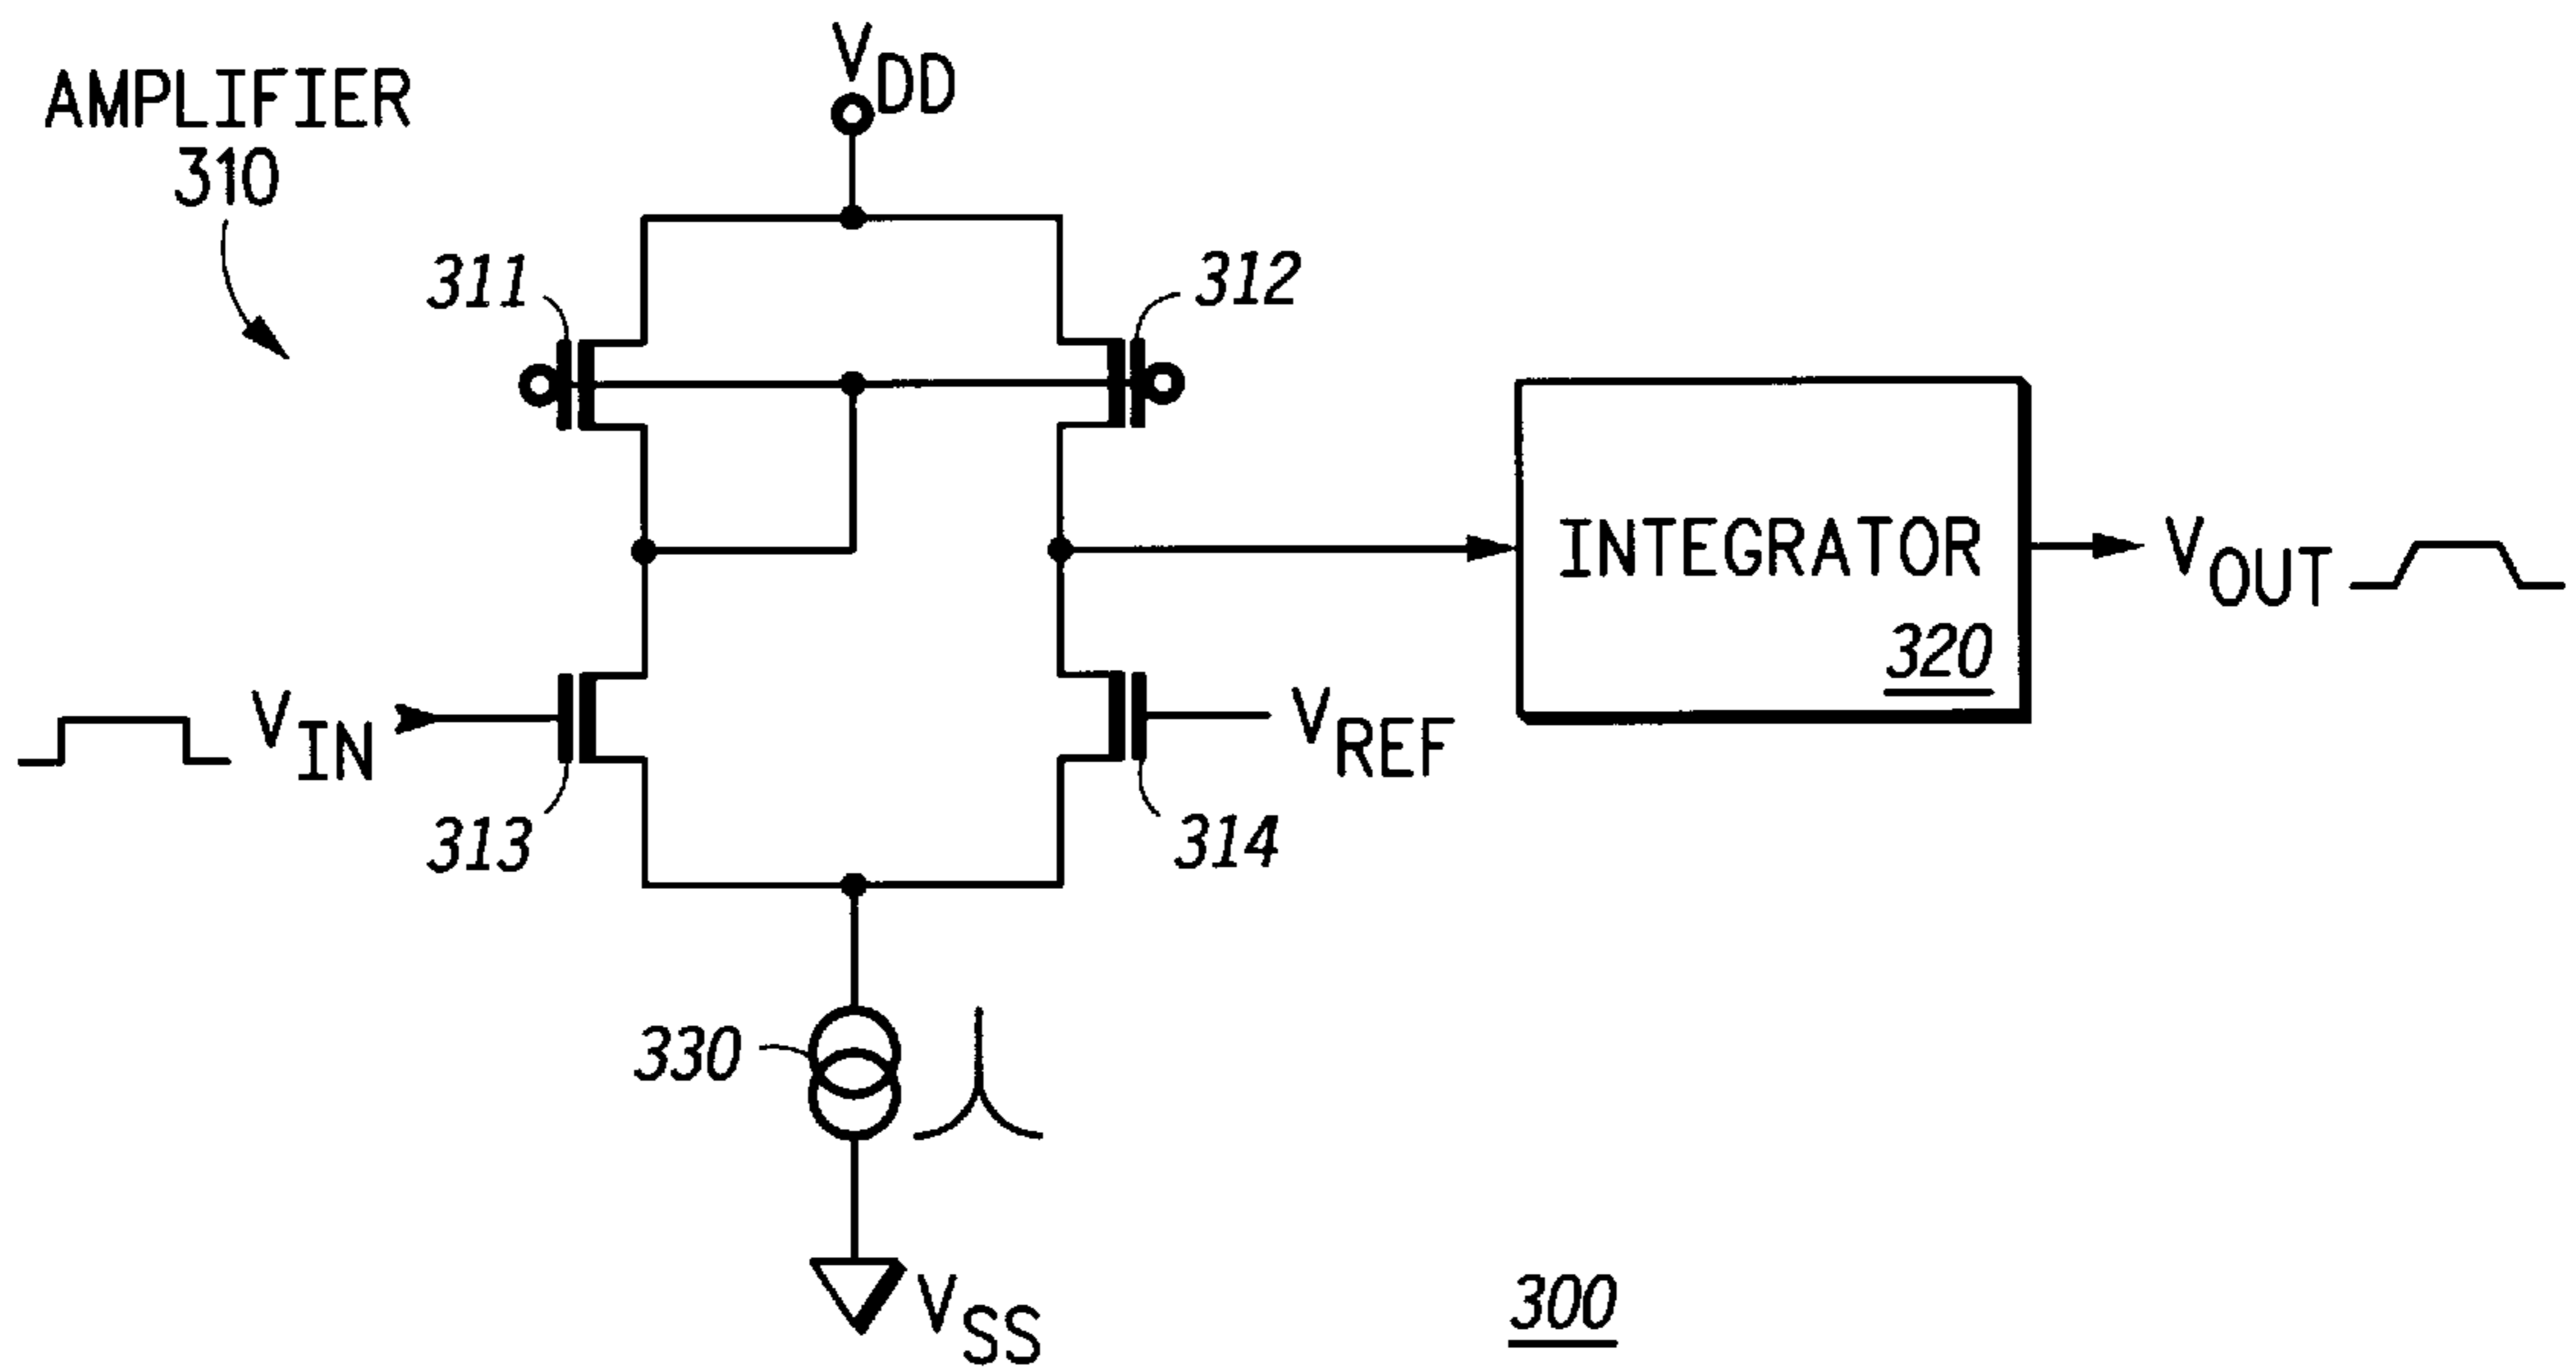 VDD
AMPLIFIER
310
311
312
INTEGRATOR
320
VOUT
VIN
VREF
313
314
330
VSS
300